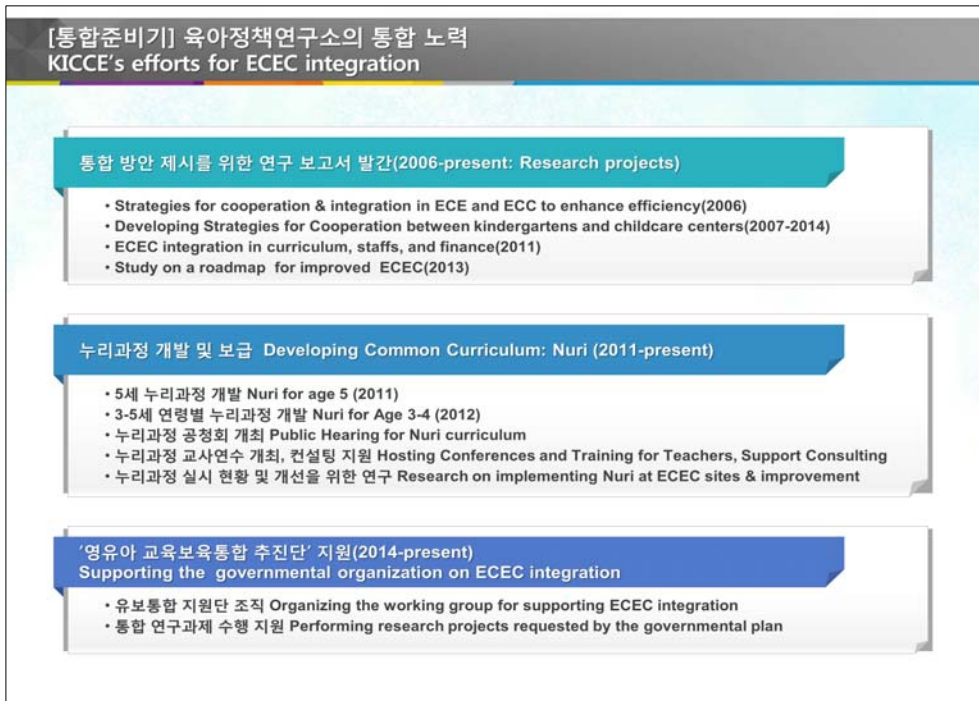 [통합준비기] 육아정책연구소의 통합 노력
KICCE's efforts for ECEC integration
통합 방안 제시를 위한 연구 보고서 발간(2006-present: Research projects)
• Strategies for cooperation & integration in ECE and ECC to enhance efficiency(2006)
• Developing Strategies for Cooperation between kindergartens and childcare centers(2007-2014)
• ECEC integration in curriculum, staffs, and finance(2011)
• Study on a roadmap for improved ECEC(2013)
누리과정 개발 및 보급 Developing Common Curriculum: Nuri (2011-present)
• 5세 누리과정 개발 Nuri for age 5 (2011)
• 3-5세 연령별 누리과정 개발 Nuri for Age 3-4 (2012)
• 누리과정 공청회 개최 Public Hearing for Nuri curriculum
• 누리과정 교사연수 개최, 컨설팅 지원 Hosting Conferences and Training for Teachers, Support Consulting
• 누리과정 실시 현황 및 개선을 위한 연구 Research on implementing Nuri at ECEC sites & improvement
'영유아 교육보육통합 추진단' 지원(2014-present)
Supporting the governmental organization on ECEC integration
• 유보통합 지원단 조직 Organizing the working group for supporting ECEC integration
• 통합 연구과제 수행 지원 Performing research projects requested by the governmental plan